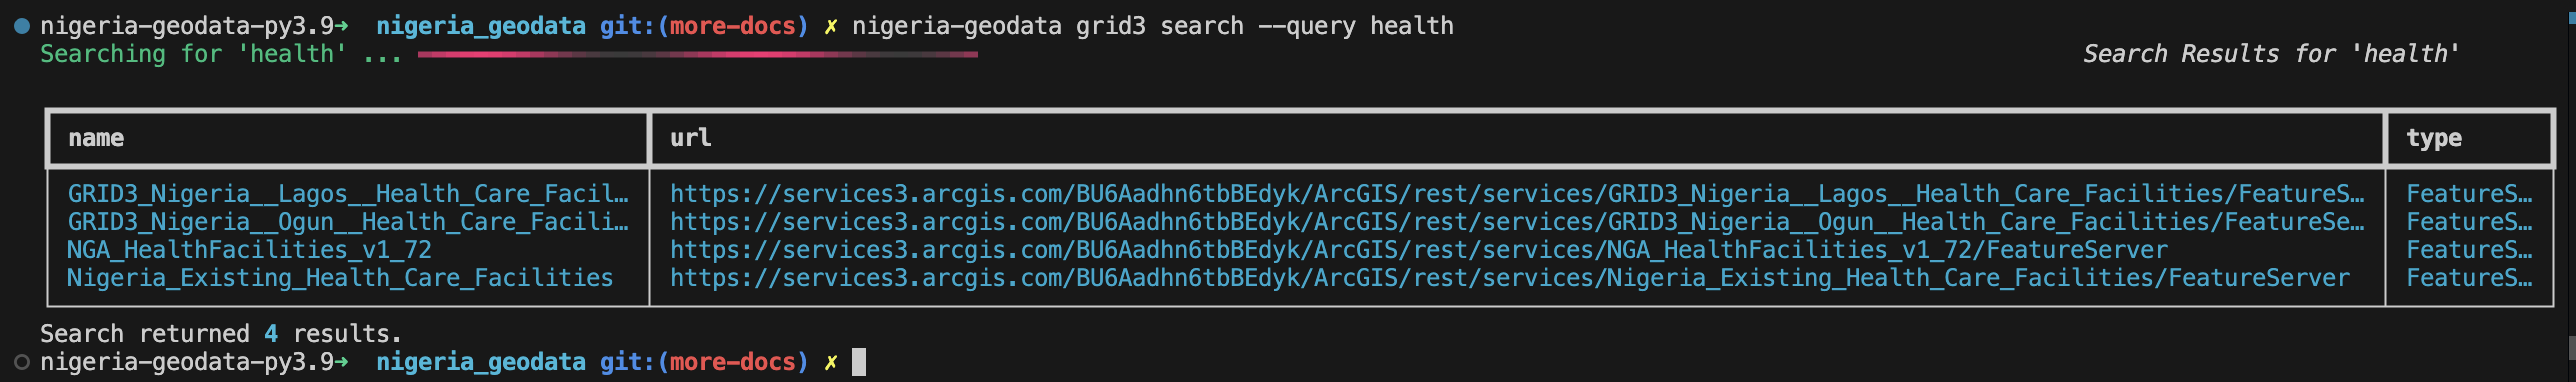 nigeria-geodata-py3.9→ nigeria_geodata git:(more-docs) ✗ nigeria-geodata grid3 search --query health
Searching for 'health' ... Search Results for 'health'
name url type
GRID3_Nigeria__Lagos__Health_Care_Facil… https://services3.arcgis.com/BU6Aadhn6tbBEdyk/ArcGIS/rest/services/GRID3_Nigeria__Lagos__Health_Care_Facilities/FeatureS… FeatureS…
GRID3_Nigeria__Ogun__Health_Care_Facili… https://services3.arcgis.com/BU6Aadhn6tbBEdyk/ArcGIS/rest/services/GRID3_Nigeria__Ogun__Health_Care_Facilities/FeatureSe… FeatureS…
NGA_HealthFacilities_v1_72 https://services3.arcgis.com/BU6Aadhn6tbBEdyk/ArcGIS/rest/services/NGA_HealthFacilities_v1_72/FeatureServer FeatureS…
Nigeria_Existing_Health_Care_Facilities https://services3.arcgis.com/BU6Aadhn6tbBEdyk/ArcGIS/rest/services/Nigeria_Existing_Health_Care_Facilities/FeatureServer FeatureS…
Search returned 4 results.
nigeria-geodata-py3.9→ nigeria_geodata git:(more-docs) ✗